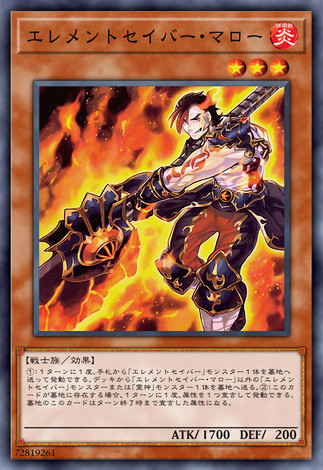 エレメントセイバー・マロー
炎
【戦士族／効果】
①:1ターンに1度、手札から「エレメントセイバー」モンスター1体を墓地へ
送って発動できる。デッキから「エレメントセイバー・マロー」以外の「エレメント
セイバー」モンスターまたは「霊神」モンスター1体を墓地へ送る。②:この
カードが墓地に存在する場合、1ターンに1度、属性を1つ宣言して発動できる。
墓地のこのカードはターン終了時まで宣言した属性になる。
ATK/ 1700 DEF/ 200
72819261